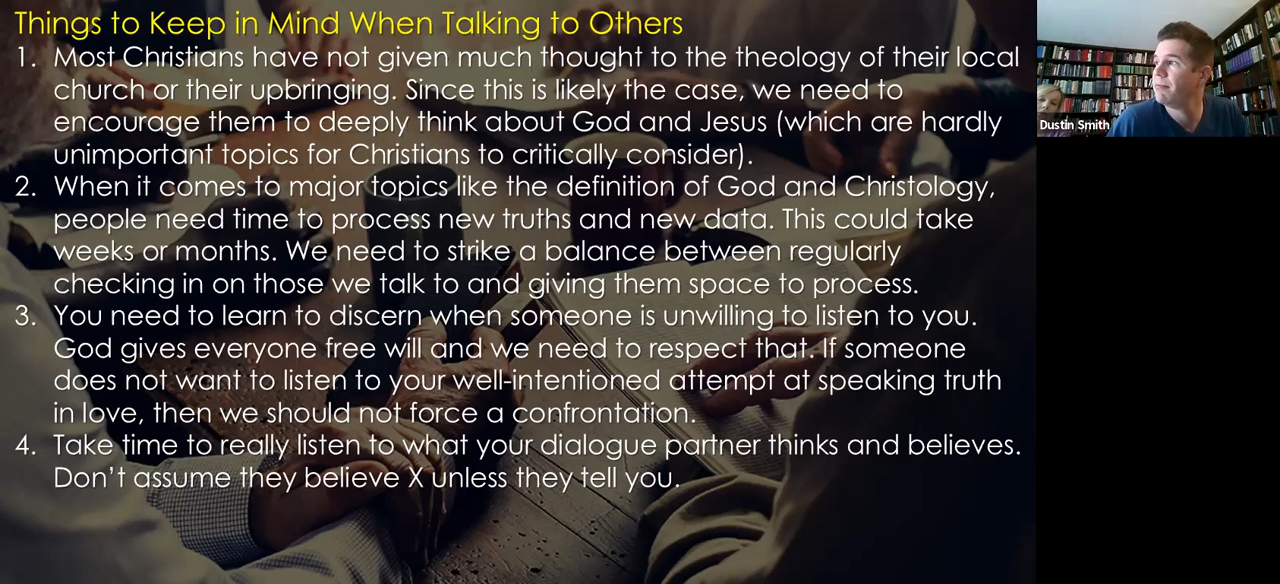 Things to Keep in Mind When Talking to Others
1. Most Christians have not given much thought to the theology of their local
church or their upbringing. Since this is likely the case, we need to
encourage them to deeply think about God and Jesus (which are hardly
unimportant topics for Christians to critically consider).
2. When it comes to major topics like the definition of God and Christology,
people need time to process new truths and new data. This could take
weeks or months. We need to strike a balance between regularly
checking in on those we talk to and giving them space to process.
3. You need to learn to discern when someone is unwilling to listen to you.
God gives everyone free will and we need to respect that. If someone
does not want to listen to your well-intentioned attempt at speaking truth
in love, then we should not force a confrontation.
4. Take time to really listen to what your dialogue partner thinks and believes.
Don't assume they believe X unless they tell you.
Dustin Smith